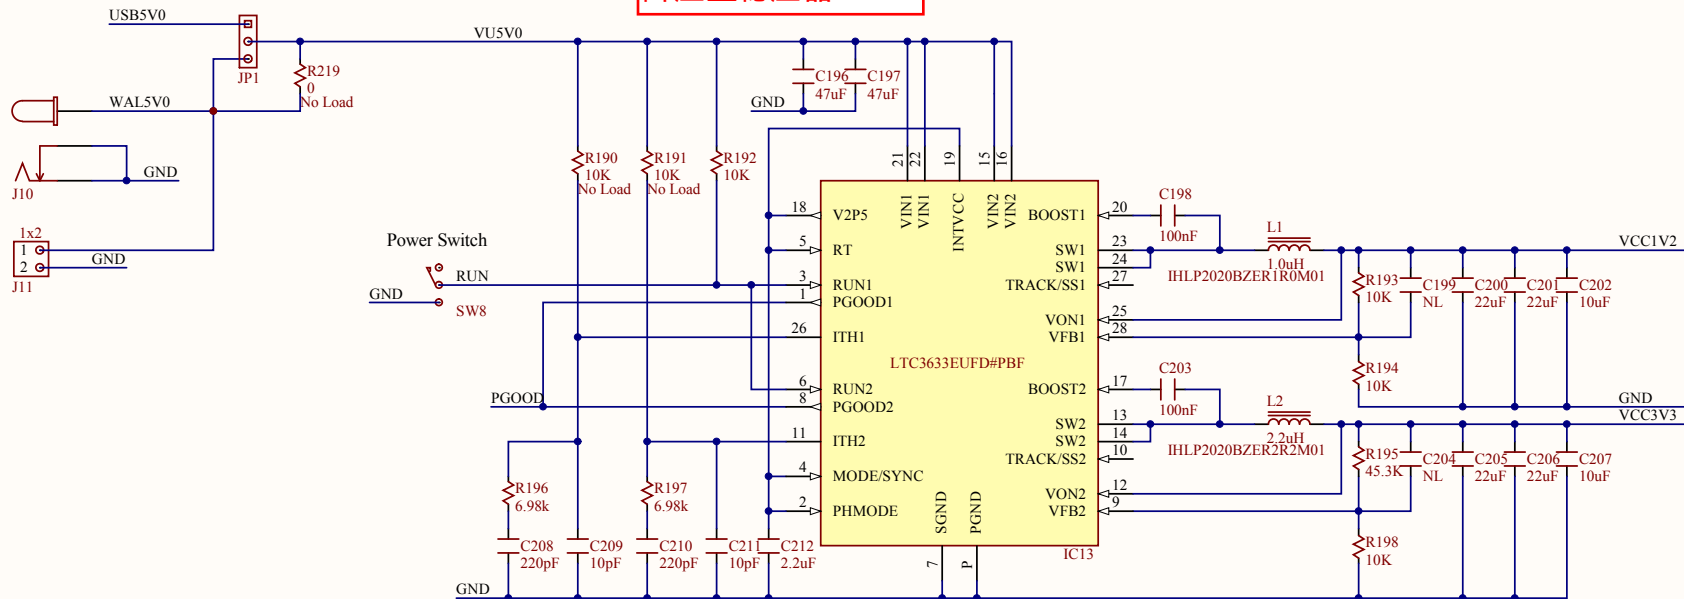 USB5V0
JP1
VU5V0
R219
0
No Load
WAL5V0
GND
J10
1x2
1
2
GND
J11
Power Switch
RUN
GND
SW8
R190
10K
No Load
R191
10K
No Load
R192
10K
C196
47uF
C197
47uF
GND
21
22
19
15
16
VIN1
VIN1
INTVCC
VIN2
VIN2
18 V2P5
5 RT
3 RUN1
1 PGOOD1
26 ITH1
6 RUN2
8 PGOOD2
11 ITH2
4 MODE/SYNC
2 PHMODE
PGOOD
LTC3633EUFD#PBF
BOOST1 20
SW1 23
SW1 24
TRACK/SS1 27
VON1 25
VFB1 28
BOOST2 17
SW2 13
SW2 14
TRACK/SS2 10
VON2 12
VFB2 9
SGND
PGND
7
P
IC13
C198
100nF
L1
1.0uH
IHLP2020BZER1R0M01
VCC1V2
R193
10K
C199
NL
C200
22uF
C201
22uF
C202
10uF
R194
10K
GND
C203
100nF
L2
2.2uH
IHLP2020BZER2R2M01
VCC3V3
R195
45.3K
C204
NL
C205
22uF
C206
22uF
C207
10uF
R198
10K
R196
6.98k
R197
6.98k
C208
220pF
C209
10pF
C210
220pF
C211
10pF
C212
2.2uF
GND